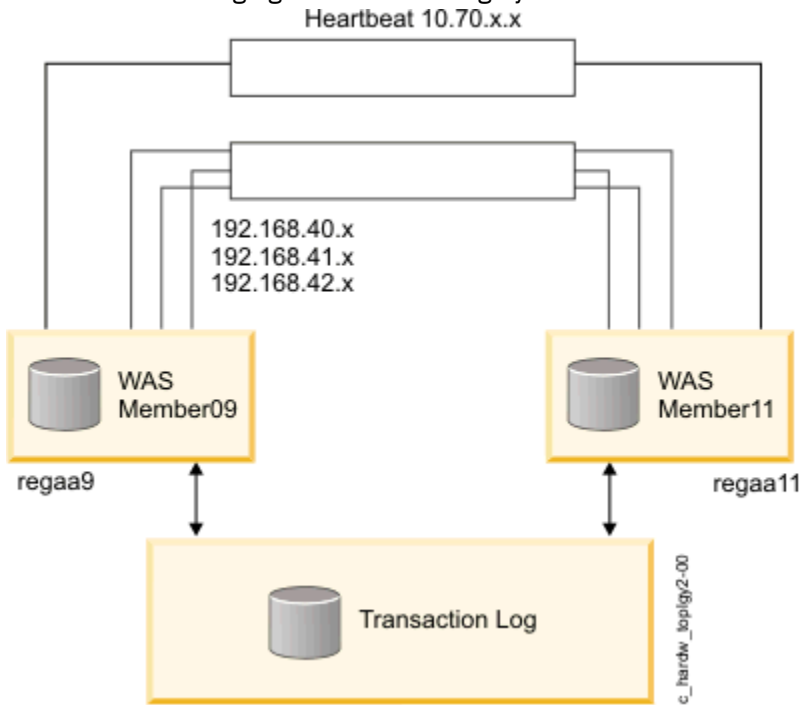 Heartbeat 10.70.x.x
192.168.40.x
192.168.41.x
192.168.42.x
WAS
Member09
WAS
Member11
regaa9
regaa11
Transaction Log
c_hardw_toplgy2-00